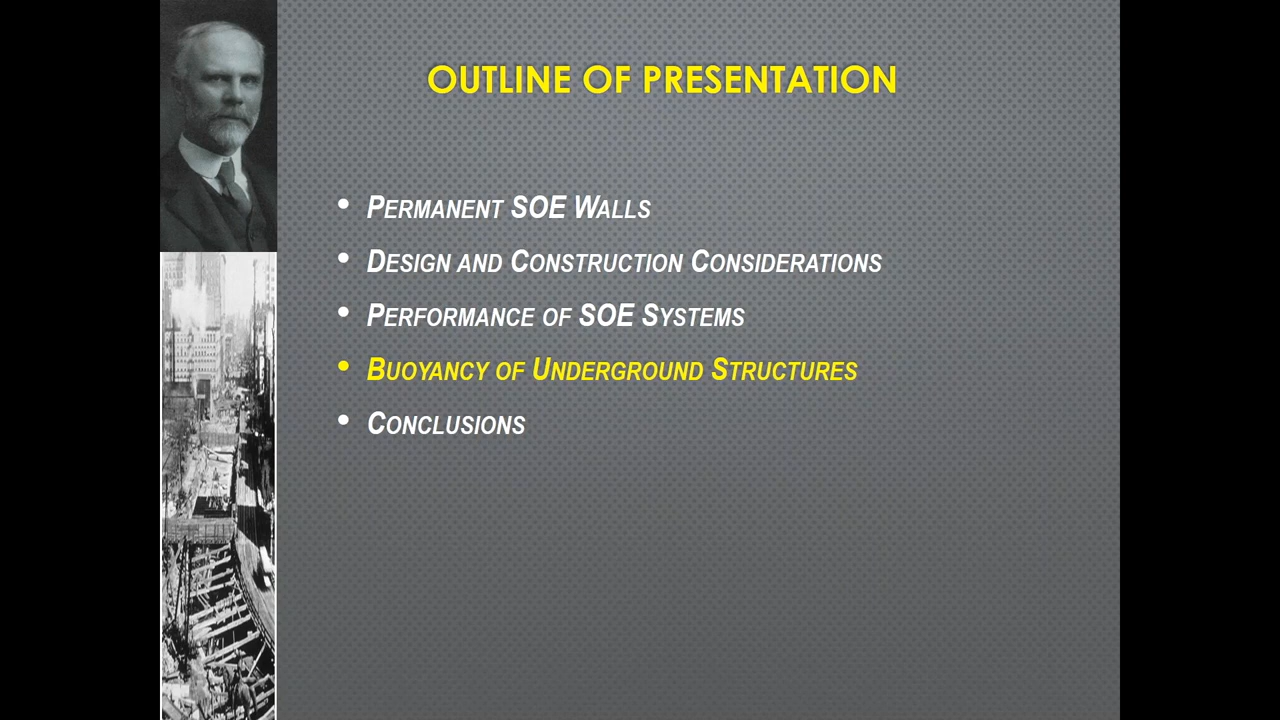 OUTLINE OF PRESENTATION
• PERMANENT SOE WALLS
• DESIGN AND CONSTRUCTION CONSIDERATIONS
• PERFORMANCE OF SOE SYSTEMS
• BUOYANCY OF UNDERGROUND STRUCTURES
• CONCLUSIONS